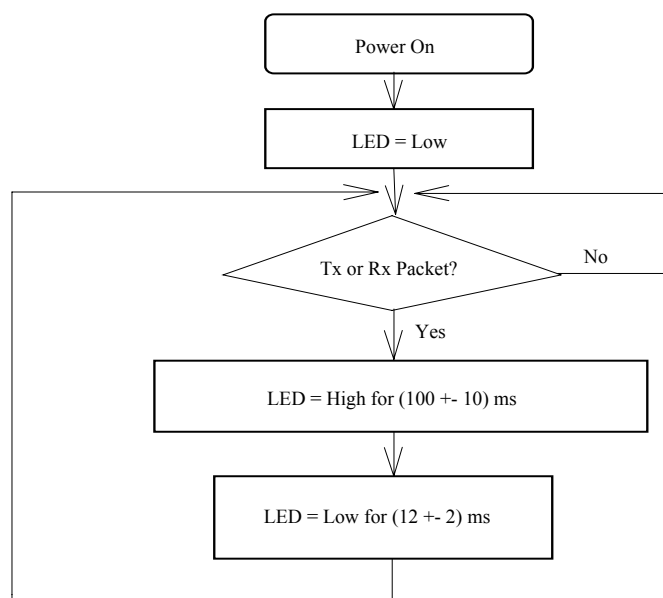 Power On
LED = Low
Tx or Rx Packet?
No
Yes
LED = High for (100 +- 10) ms
LED = Low for (12 +- 2) ms